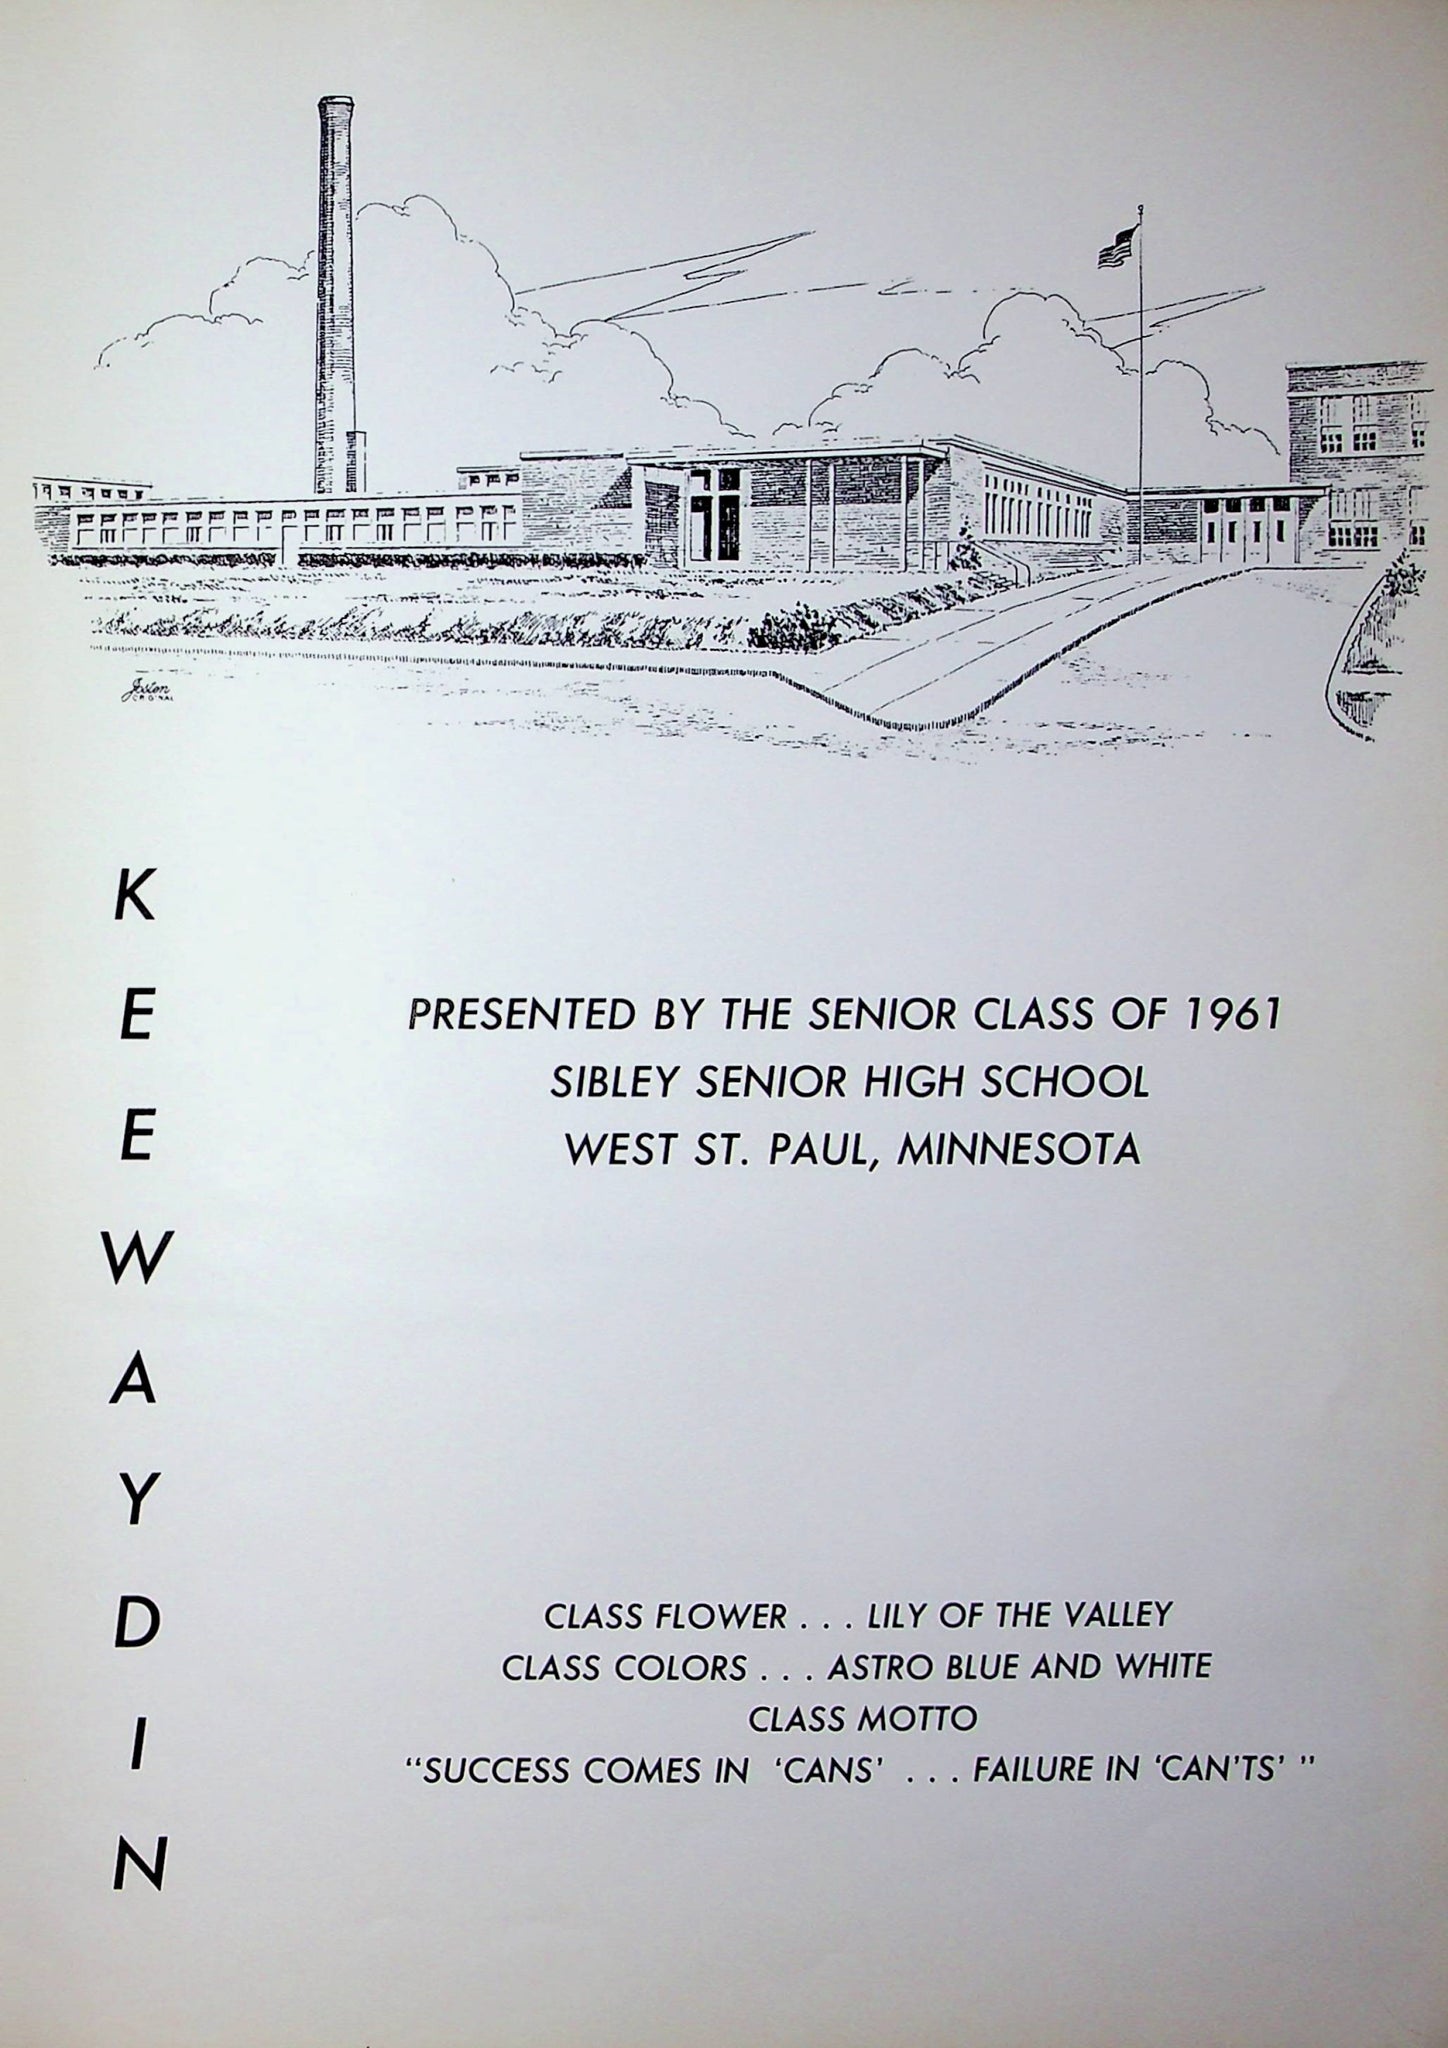 Josten
ORIGINAL
KEEWAYDIN
PRESENTED BY THE SENIOR CLASS OF 1961
SIBLEY SENIOR HIGH SCHOOL
WEST ST. PAUL, MINNESOTA
CLASS FLOWER . . . LILY OF THE VALLEY
CLASS COLORS . . . ASTRO BLUE AND WHITE
CLASS MOTTO
"SUCCESS COMES IN 'CANS' . . . FAILURE IN 'CAN'TS' "